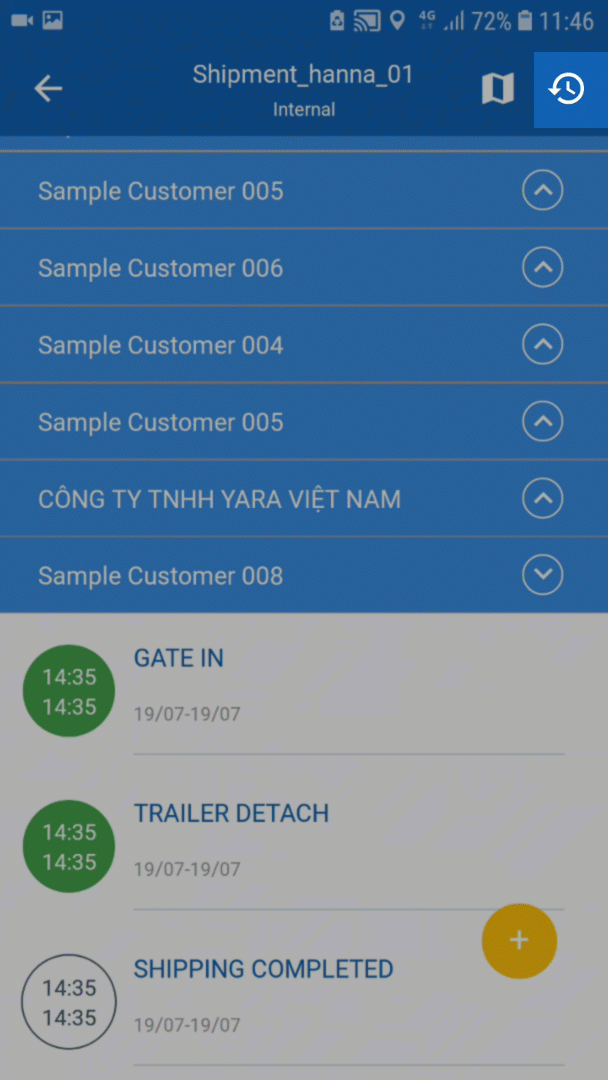 4G 72% 11:46
Shipment_hanna_01
Internal
Sample Customer 005
Sample Customer 006
Sample Customer 004
Sample Customer 005
CÔNG TY TNHH YARA VIỆT NAM
Sample Customer 008
14:35
14:35
GATE IN
19/07-19/07
14:35
14:35
TRAILER DETACH
19/07-19/07
14:35
14:35
SHIPPING COMPLETED
19/07-19/07